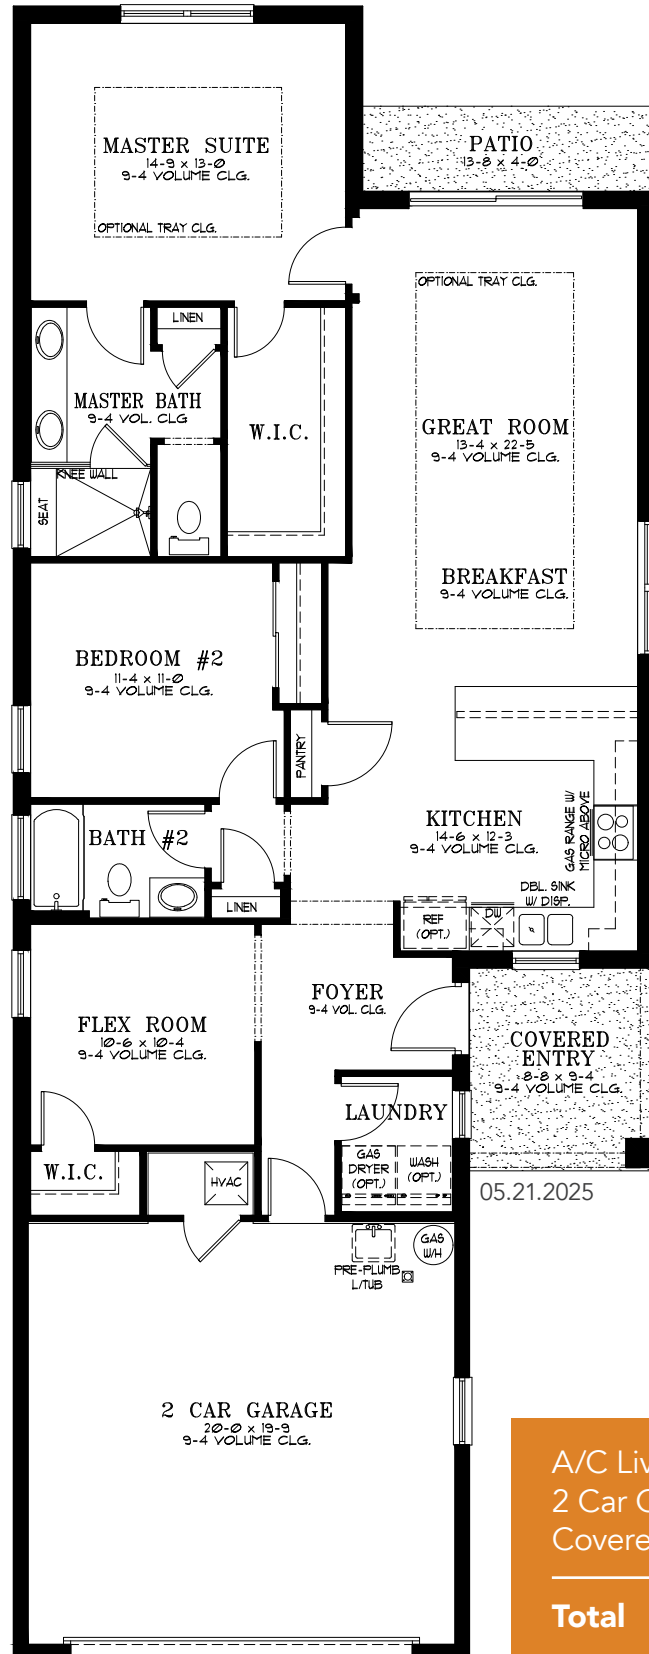 MASTER SUITE
14-9 x 13-0
9-4 VOLUME CLG.
OPTIONAL TRAY CLG.
PATIO
13-8 x 4-0
OPTIONAL TRAY CLG.
LINEN
MASTER BATH
9-4 VOL. CLG
W.I.C.
GREAT ROOM
13-4 x 22-5
9-4 VOLUME CLG.
KNEE WALL
SEAT
BREAKFAST
9-4 VOLUME CLG.
BEDROOM #2
11-4 x 11-0
9-4 VOLUME CLG.
PANTRY
KITCHEN
14-6 x 12-3
9-4 VOLUME CLG.
GAS RANGE W/
MICRO ABOVE
BATH #2
DBL. SINK
W/ DISP.
LINEN
REF
(OPT.)
DW
FOYER
9-4 VOL. CLG.
FLEX ROOM
10-6 x 10-4
9-4 VOLUME CLG.
COVERED
ENTRY
8-8 x 9-4
9-4 VOLUME CLG.
LAUNDRY
W.I.C.
HVAC
GAS
DRYER
(OPT.)
WASH
(OPT.)
05.21.2025
GAS
W/H
PRE-PLUMB
L/TUB
2 CAR GARAGE
20-0 x 19-9
9-4 VOLUME CLG.
A/C Liv
2 Car
Covere
Total